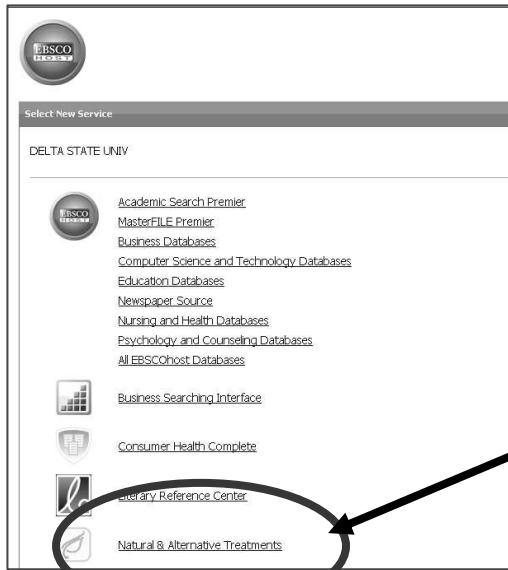 EBSCO
HOST
Select New Service
DELTA STATE UNIV
EBSCO
HOST
Academic Search Premier
MasterFILE Premier
Business Databases
Computer Science and Technology Databases
Education Databases
Newspaper Source
Nursing and Health Databases
Psychology and Counseling Databases
All EBSCOhost Databases
Business Searching Interface
Consumer Health Complete
Literary Reference Center
Natural & Alternative Treatments